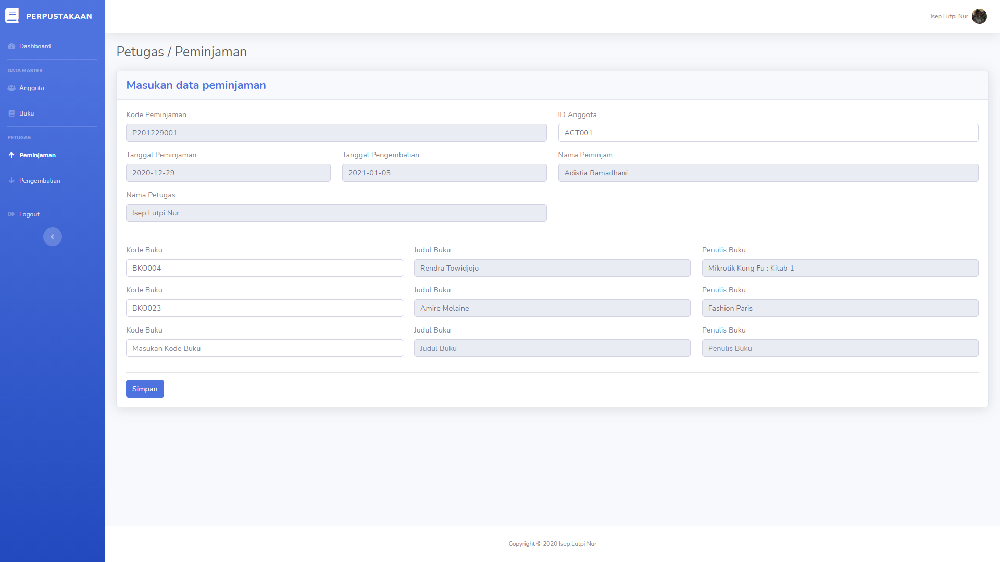 PERPUSTAKAAN
Dashboard
DATA MASTER
Anggota
Buku
PETUGAS
Peminjaman
Pengembalian
Logout
Isep Lutpi Nur
Petugas / Peminjaman
Masukan data peminjaman
Kode Peminjaman
P201229001
ID Anggota
AGT001
Tanggal Peminjaman
2020-12-29
Tanggal Pengembalian
2021-01-05
Nama Peminjam
Adistia Ramadhani
Nama Petugas
Isep Lutpi Nur
Kode Buku
BKO004
Judul Buku
Rendra Towidjojo
Penulis Buku
Mikrotik Kung Fu : Kitab 1
Kode Buku
BKO023
Judul Buku
Amire Melaine
Penulis Buku
Fashion Paris
Kode Buku
Masukan Kode Buku
Judul Buku
Judul Buku
Penulis Buku
Penulis Buku
Simpan
Copyright © 2020 Isep Lutpi Nur